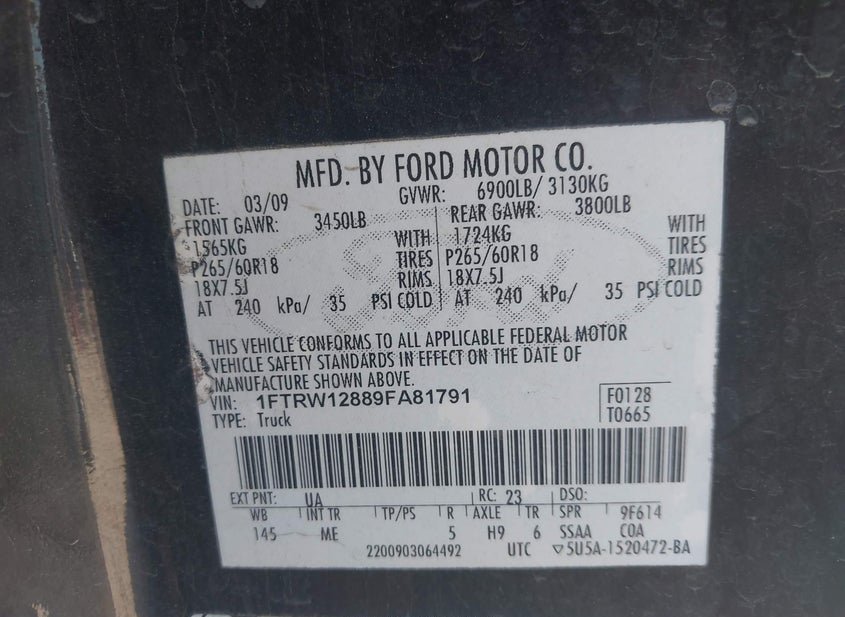 MFD. BY FORD MOTOR CO.
DATE: 03/09 GVWR: 6900LB/ 3130KG
FRONT GAWR: 3450LB REAR GAWR: 3800LB
1565KG WITH 1724KG WITH
P265/60R18 TIRES P265/60R18 TIRES
18X7.5J RIMS 18X7.5J RIMS
AT 240 kPa/ 35 PSI COLD AT 240 kPa/ 35 PSI COLD
THIS VEHICLE CONFORMS TO ALL APPLICABLE FEDERAL MOTOR
VEHICLE SAFETY STANDARDS IN EFFECT ON THE DATE OF
MANUFACTURE SHOWN ABOVE.
VIN: 1FTRW12889FA81791 F0128
TYPE: Truck T0665
EXT PNT: UA RC: 23 DSO:
WB INT TR TP/PS R AXLE TR SPR 9F614
145 ME 5 H9 6 SSAA COA
2200903064492 UTC ▽5U5A-1520472-BA